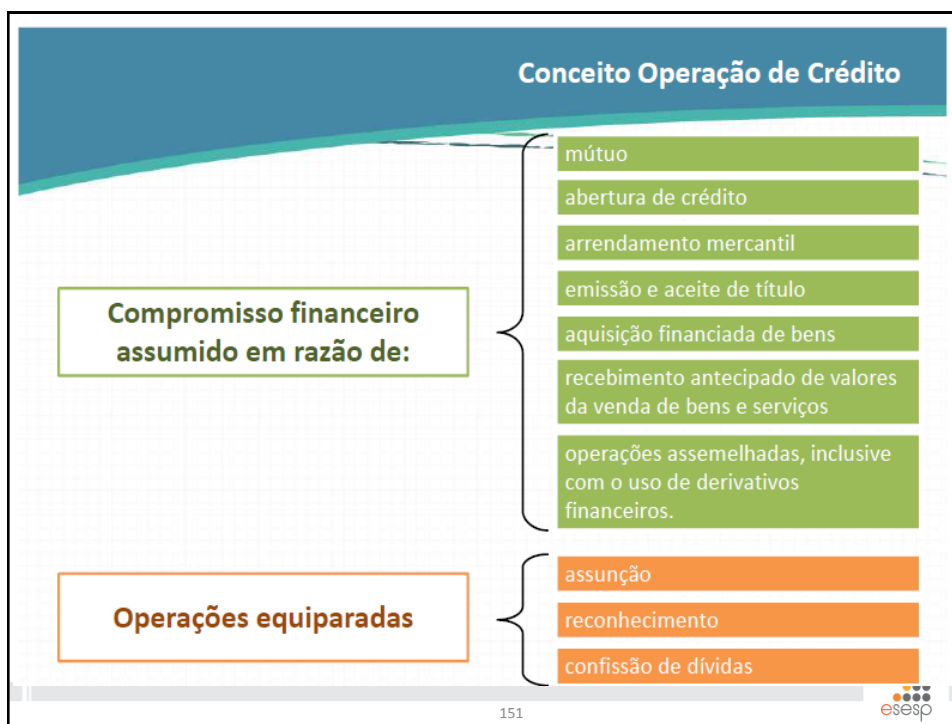 Conceito Operação de Crédito
Compromisso financeiro
assumido em razão de:
mútuo
abertura de crédito
arrendamento mercantil
emissão e aceite de título
aquisição financiada de bens
recebimento antecipado de valores
da venda de bens e serviços
operações assemelhadas, inclusive
com o uso de derivativos
financeiros.
Operações equiparadas
assunção
reconhecimento
confissão de dívidas
151
esesp